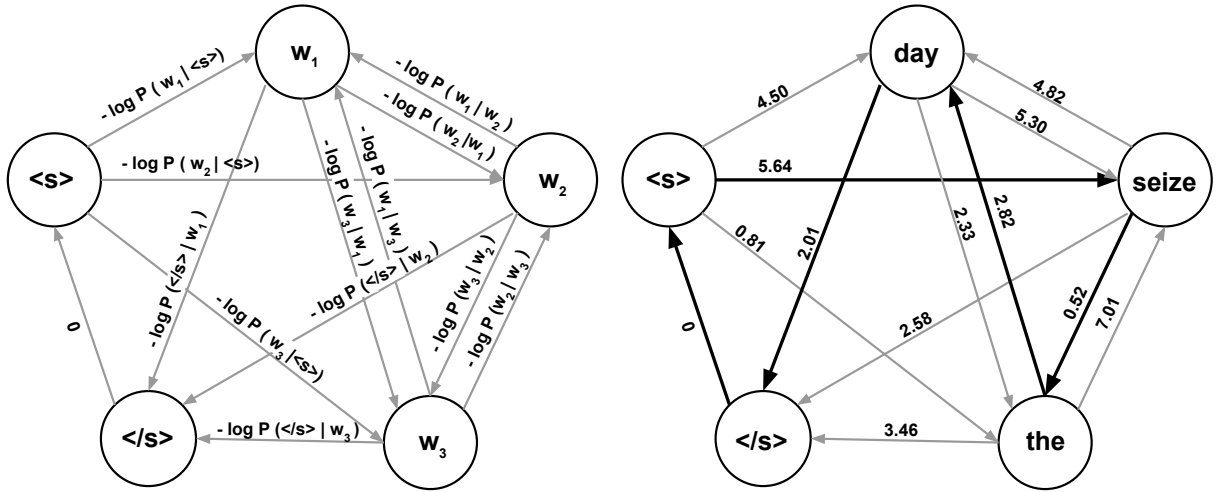 w1
- log P ( w1 | <s>)
- log P ( w1 | w2)
- log P ( w2 |w1 )
<s>
- log P ( w2 | <s>)
w2
- log P ( w3 | w1 )
- log P ( w1 | w3 )
- log P (</s> | w1 )
- log P (</s> | w2 )
- log P (w3 | w2)
- log P (w2 | w3)
- log P ( w3 |<s>)
0
</s>
- log P (</s> | w3 )
w3
day
4.50
4.82
5.30
<s>
5.64
seize
2.01
2.33
2.82
0.81
2.58
0.52
7.01
0
</s>
3.46
the